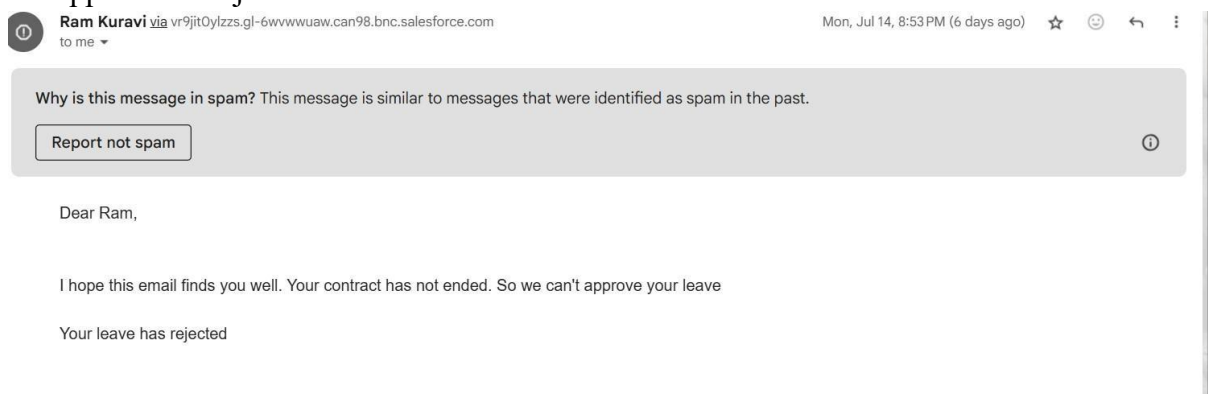 Ram Kuravi via vr9jit0ylzzs.gl-6wvwwuaw.can98.bnc.salesforce.com Mon, Jul 14, 8:53 PM (6 days ago)
to me
Why is this message in spam? This message is similar to messages that were identified as spam in the past.
Report not spam
Dear Ram,
I hope this email finds you well. Your contract has not ended. So we can't approve your leave
Your leave has rejected